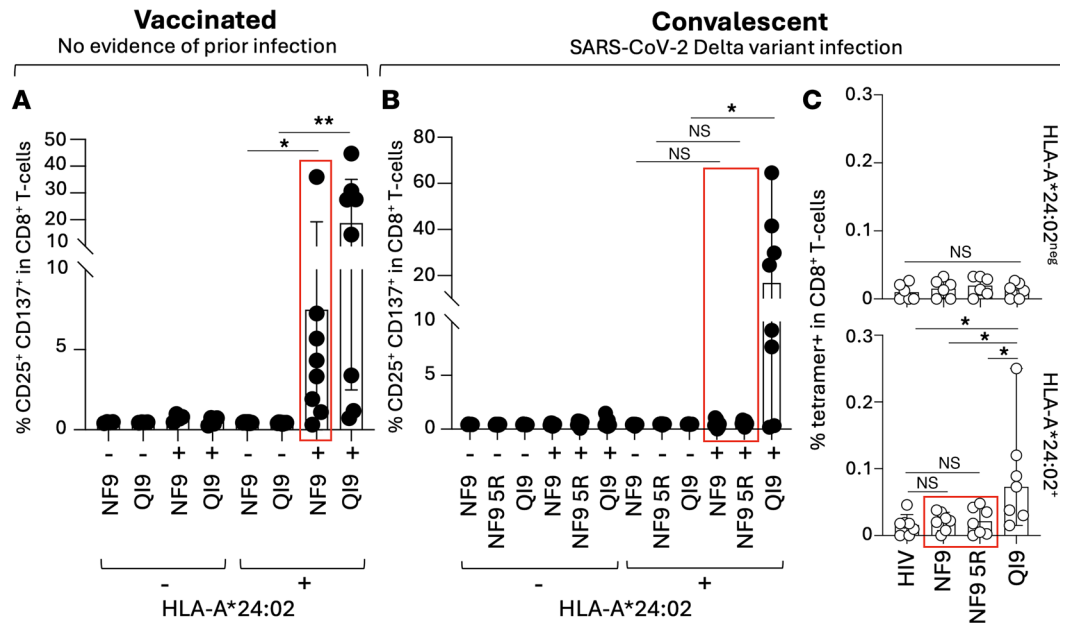 Vaccinated
No evidence of prior infection
Convalescent
SARS-CoV-2 Delta variant infection
A
% CD25⁺ CD137⁺ in CD8⁺ T-cells
50
40
30
20
10
10
5
0
*
**
- - + + - - + +
NF9 QI9 NF9 QI9 NF9 QI9 NF9 QI9
- +
HLA-A*24:02
B
% CD25⁺ CD137⁺ in CD8⁺ T-cells
80
60
40
20
10
5
0
NS
NS
*
- - - + + + - - - + + +
NF9 NF9 5R QI9 NF9 NF9 5R QI9 NF9 NF9 5R QI9 NF9 NF9 5R QI9
- +
HLA-A*24:02
C
% tetramer+ in CD8⁺ T-cells
0.3
0.2
0.1
0
NS
HLA-A*24:02ⁿᵉᵍ
0.3
0.2
0.1
0
*
*
*
NS
NS
HLA-A*24:02⁺
HIV NF9 NF9 5R QI9